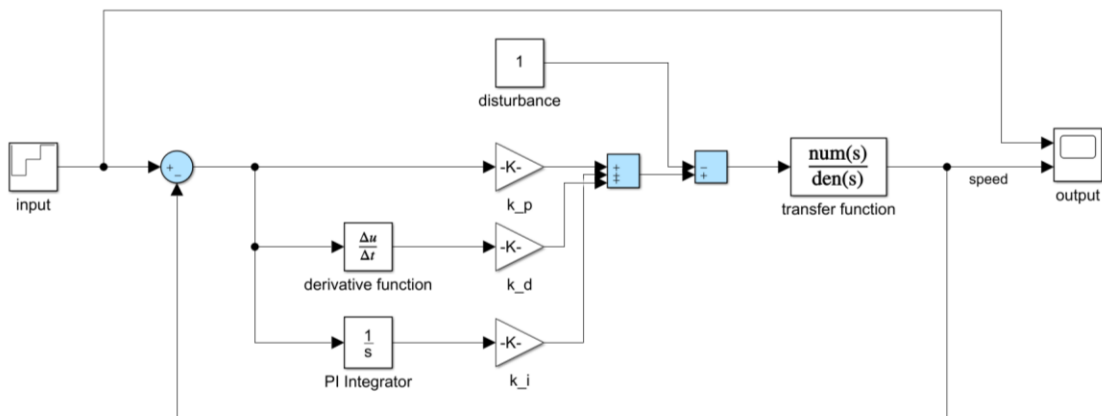 1
disturbance
input
+
−
-K-
k_p
+
+
+
−
+
num(s)
den(s)
transfer function
speed
output
Δu
Δt
derivative function
-K-
k_d
1
s
PI Integrator
-K-
k_i